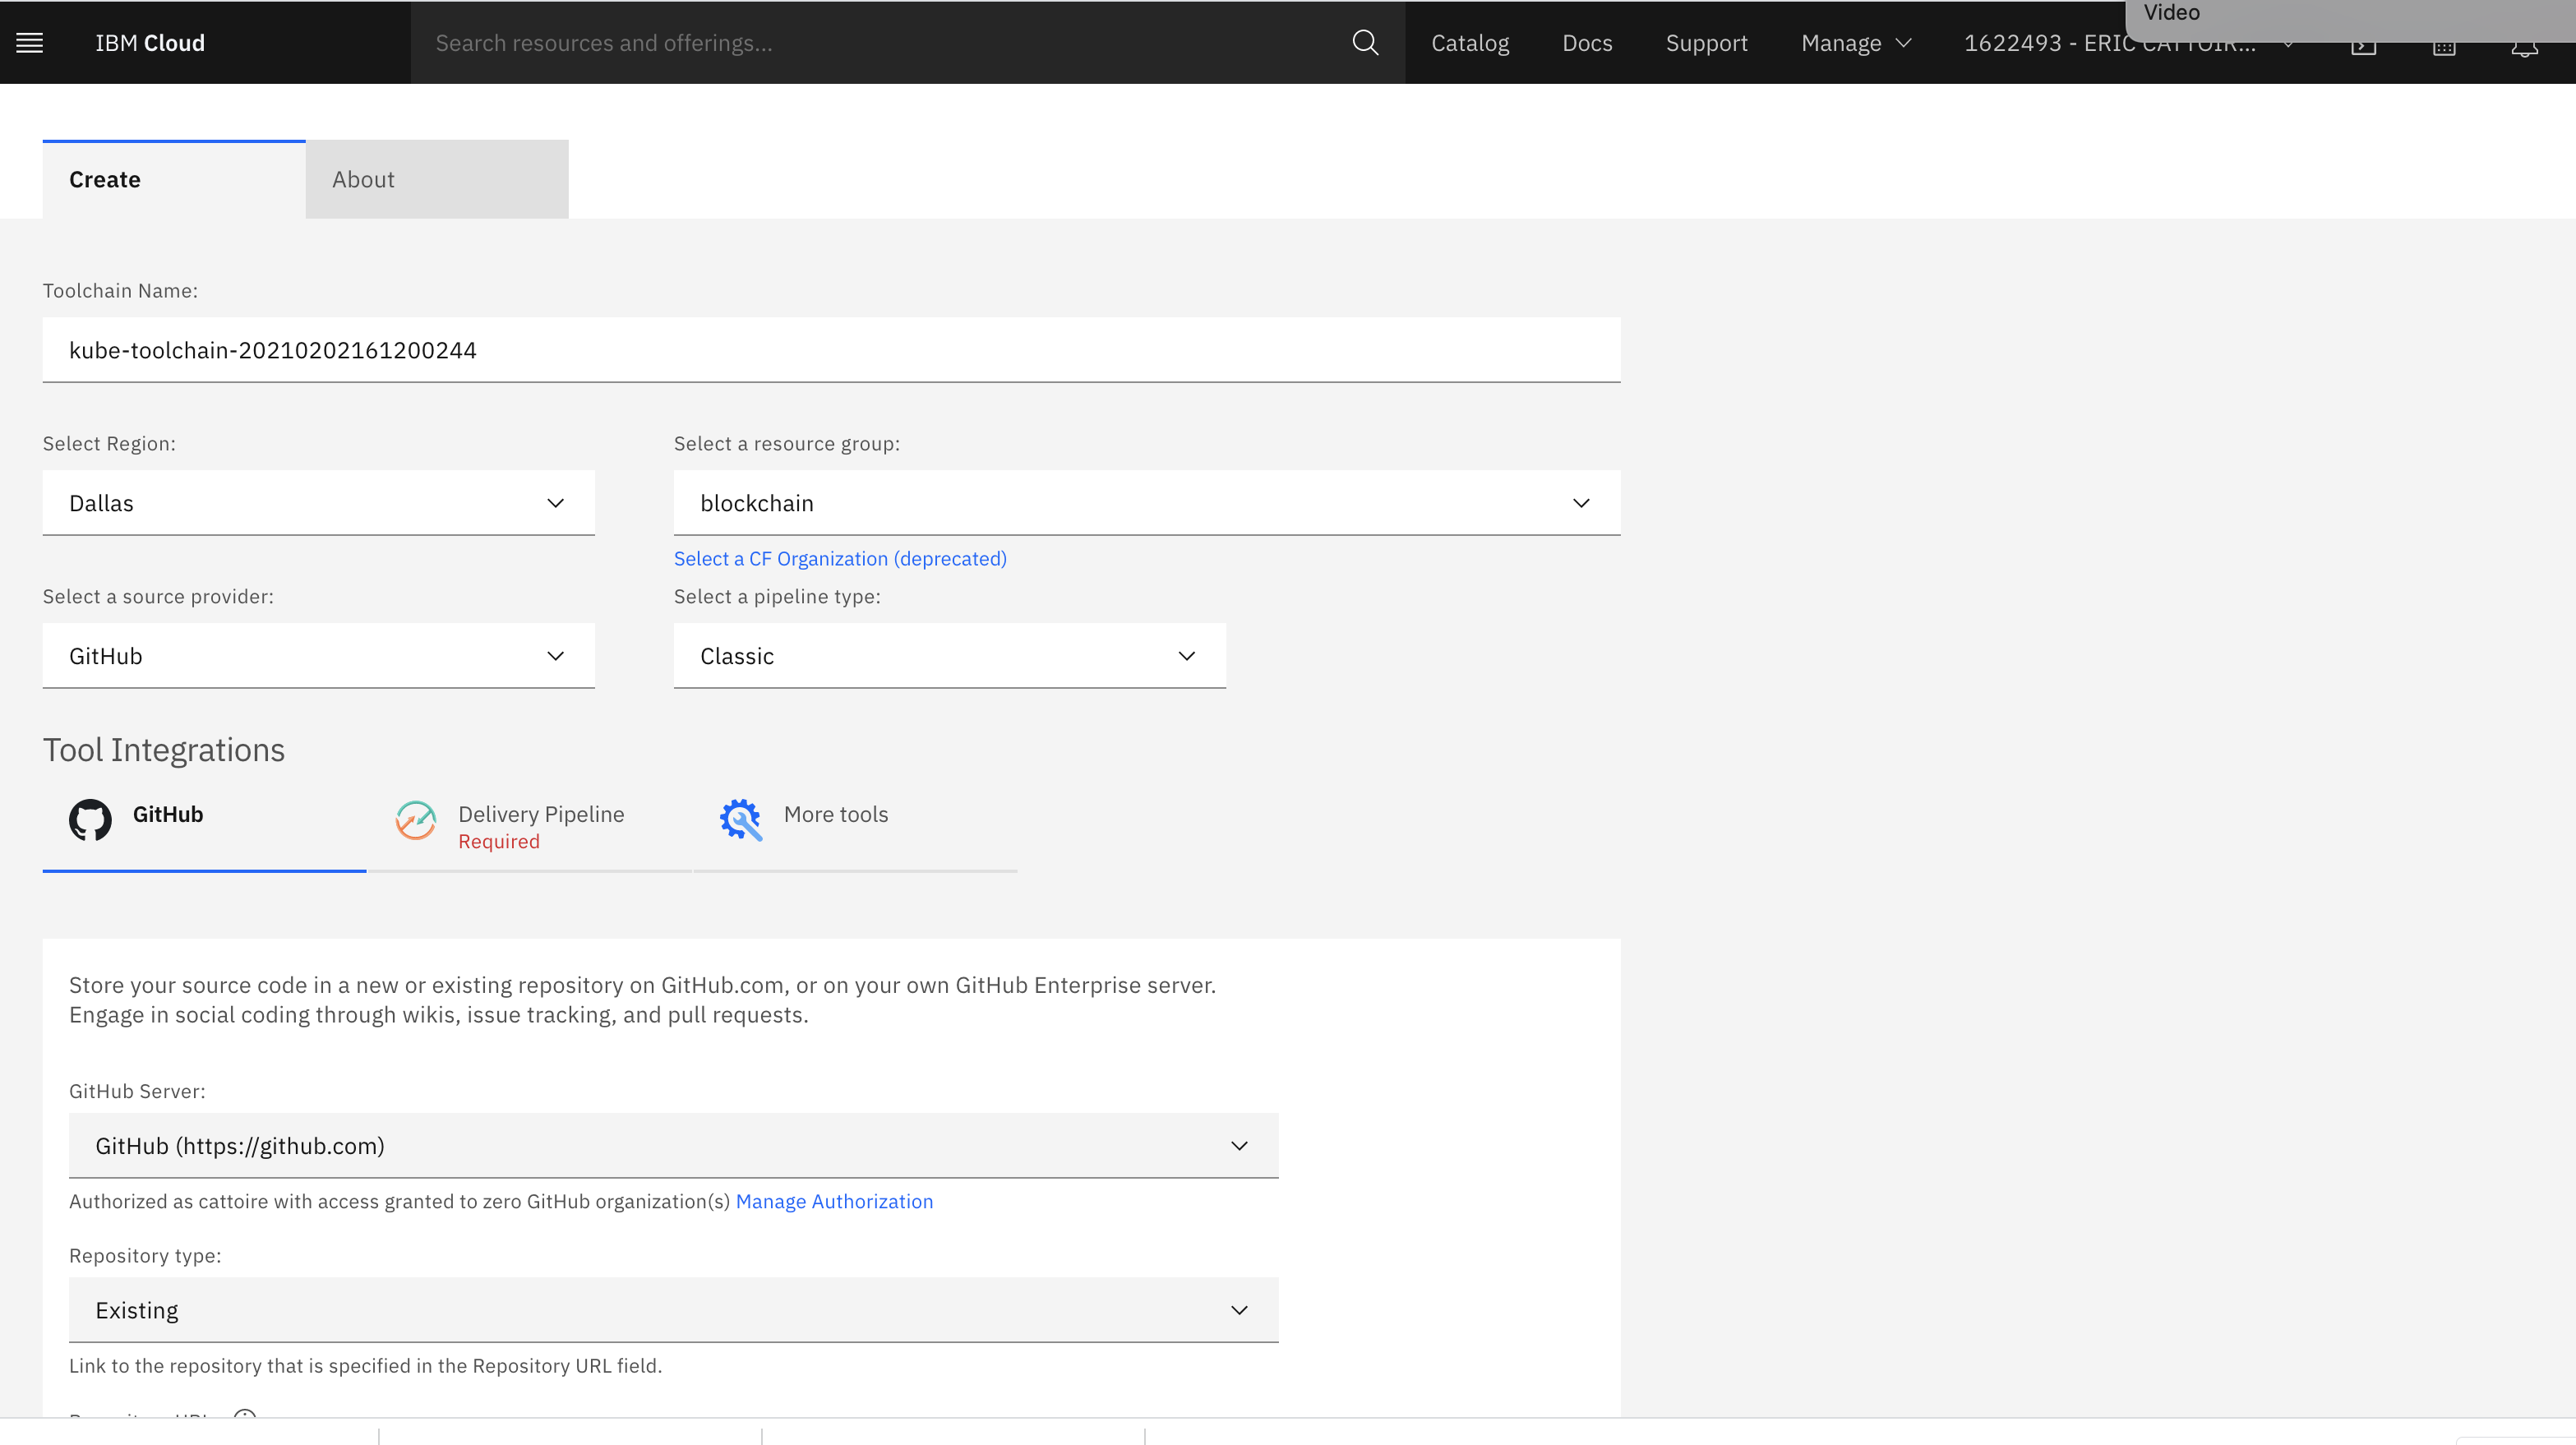 Video
IBM Cloud
Search resources and offerings...
Catalog
Docs
Support
Manage
1622493 - ERIC CATTOIR...
Create
About
Toolchain Name:
kube-toolchain-20210202161200244
Select Region:
Select a resource group:
Dallas
blockchain
Select a CF Organization (deprecated)
Select a source provider:
Select a pipeline type:
GitHub
Classic
Tool Integrations
GitHub
Delivery Pipeline
Required
More tools
Store your source code in a new or existing repository on GitHub.com, or on your own GitHub Enterprise server.
Engage in social coding through wikis, issue tracking, and pull requests.
GitHub Server:
GitHub (https://github.com)
Authorized as cattoire with access granted to zero GitHub organization(s) Manage Authorization
Repository type:
Existing
Link to the repository that is specified in the Repository URL field.